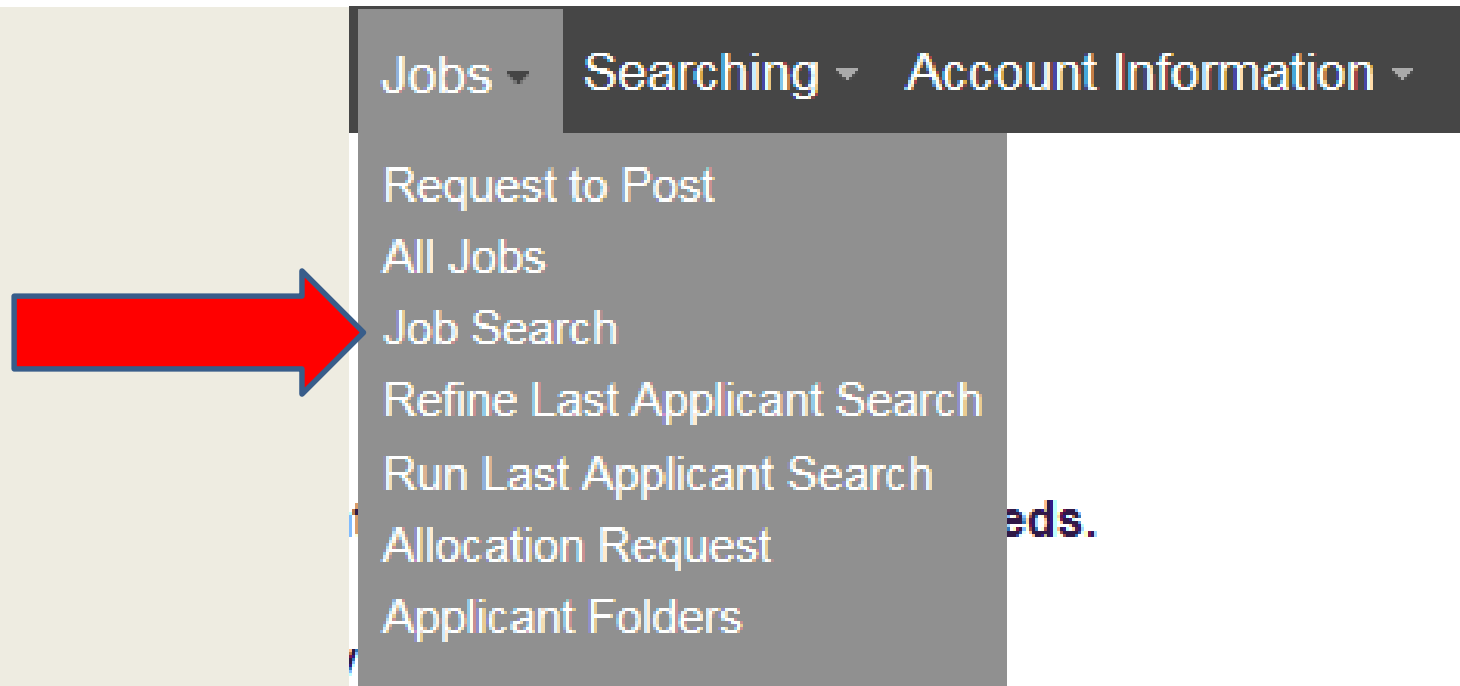 Jobs Searching Account Information
Request to Post
All Jobs
Job Search
Refine Last Applicant Search
Run Last Applicant Search
eds.
Allocation Request
Applicant Folders